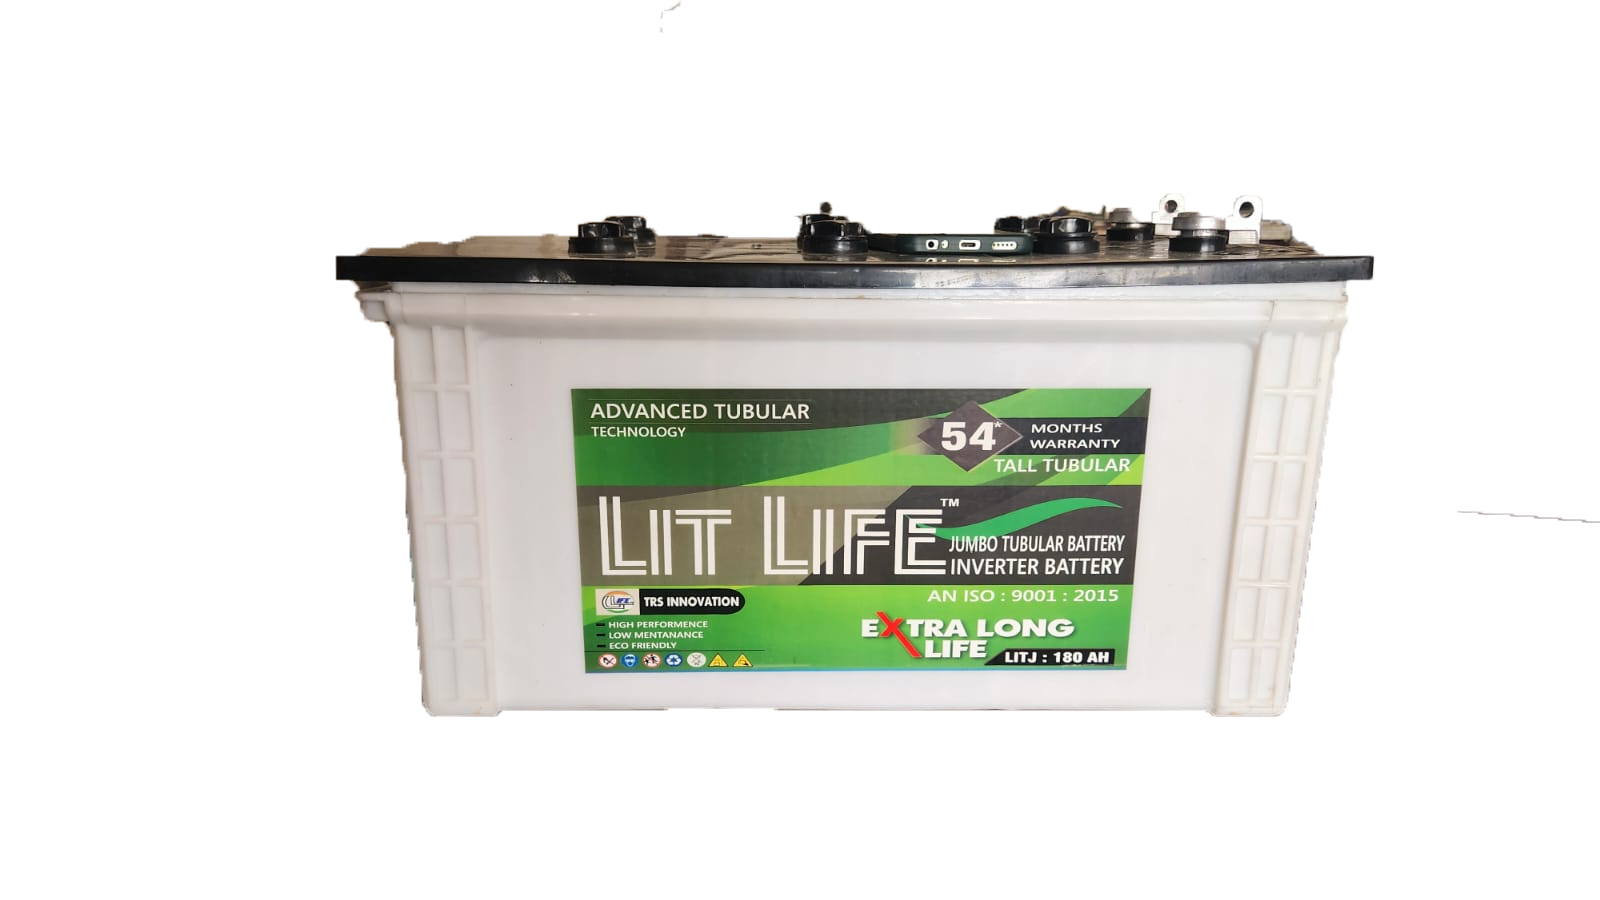 ADVANCED TUBULAR
TECHNOLOGY
54*
MONTHS
WARRANTY
TALL TUBULAR
LIT LIFE™
JUMBO TUBULAR BATTERY
INVERTER BATTERY
AN ISO : 9001 : 2015
TRS INNOVATION
HIGH PERFORMENCE
LOW MENTANANCE
ECO FRIENDLY
EXTRA LONG
LIFE
LITJ : 180 AH